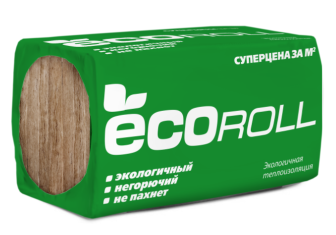 СУПЕРЦЕНА ЗА М²
ecoROLL
экологичный
негорючий
не пахнет
Экологичная
теплоизоляция